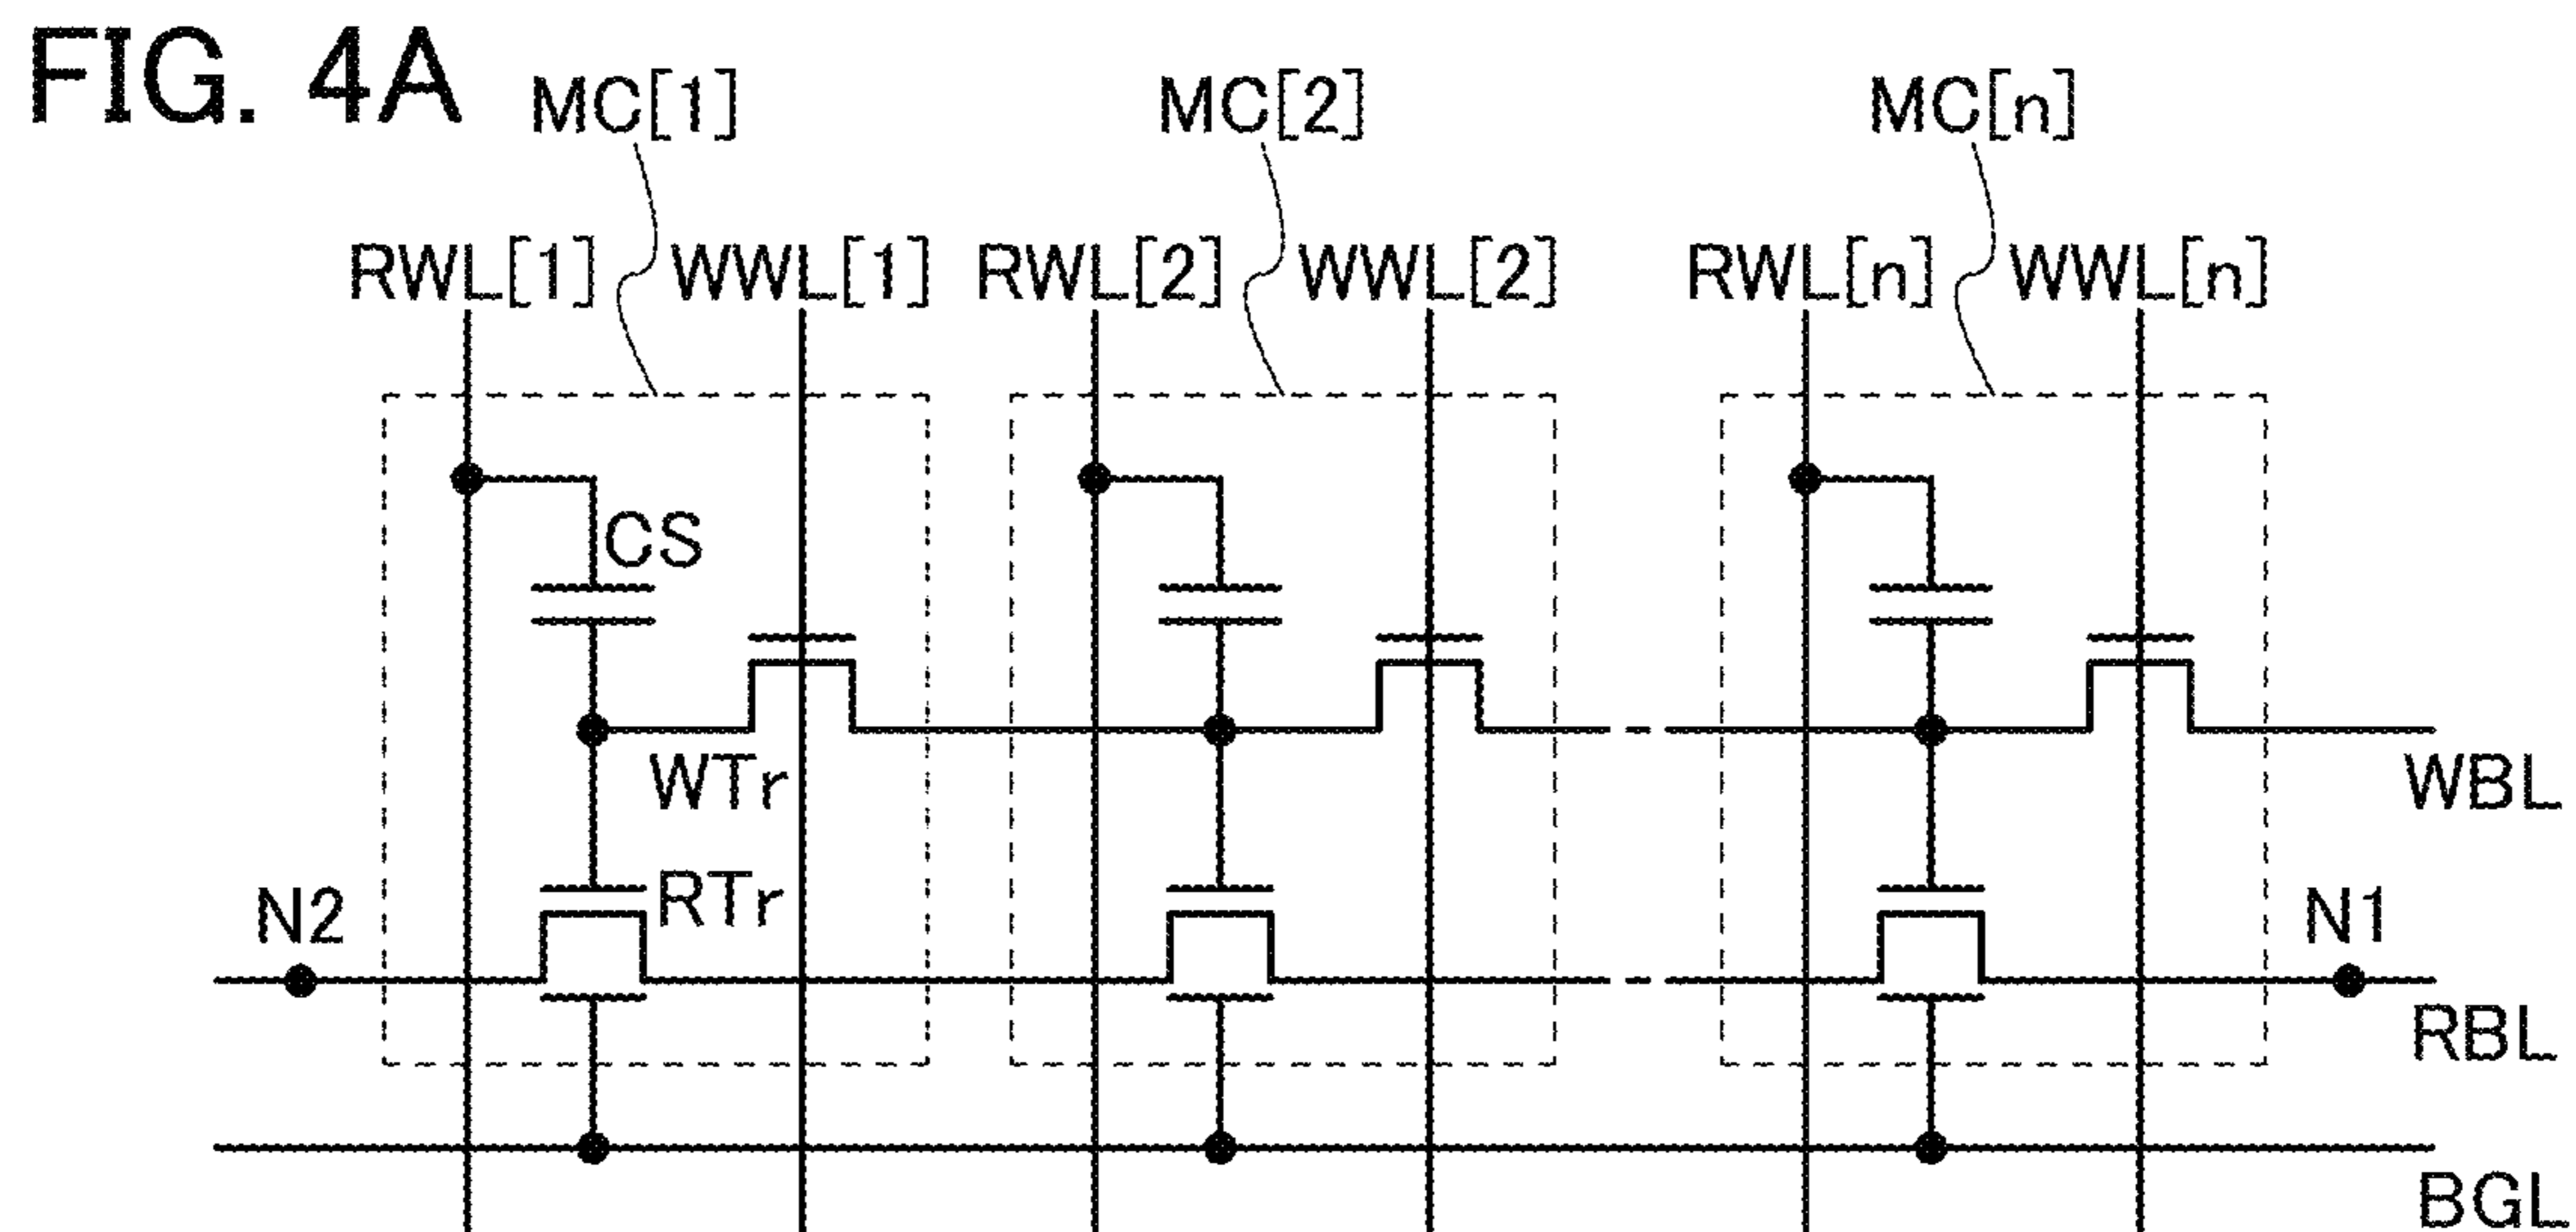 FIG. 4A
MC[1] MC[2] MC[n]
RWL[1] WWL[1] RWL[2] WWL[2] RWL[n] WWL[n]
CS
WTr
WBL
RTr
N2 N1
RBL
BGL